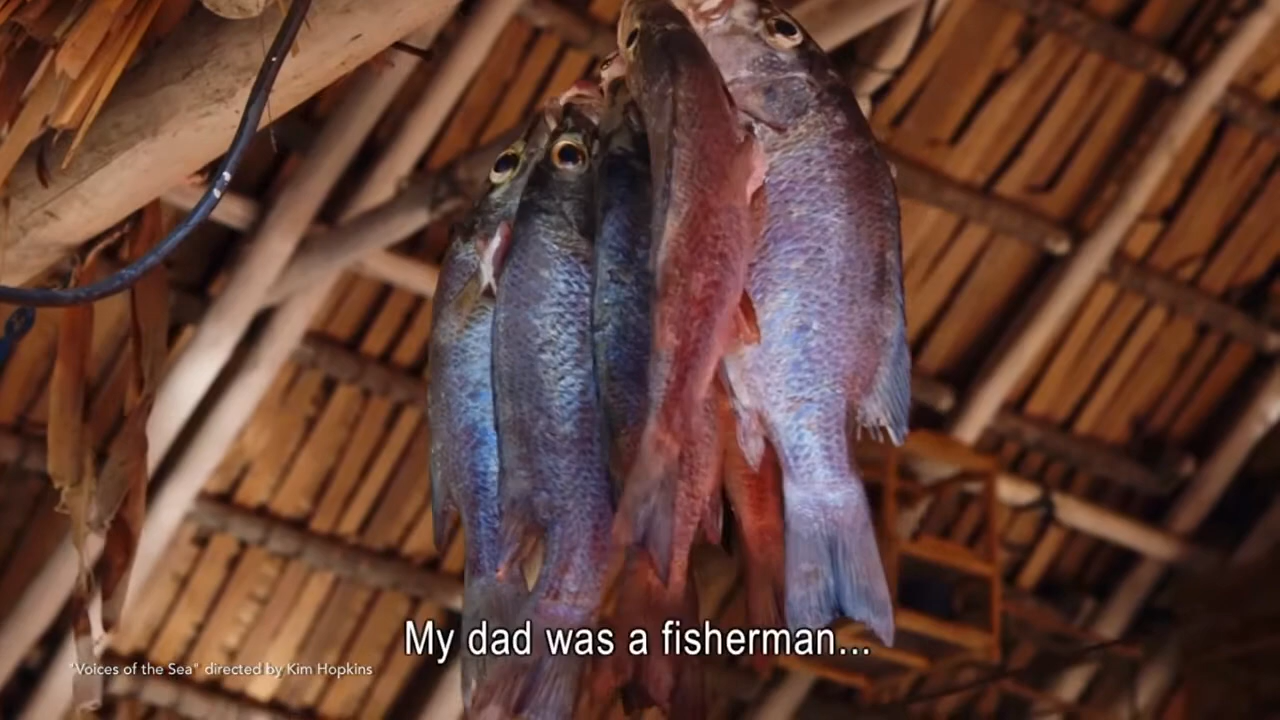 My dad was a fisherman...
"Voices of the Sea" directed by Kim Hopkins